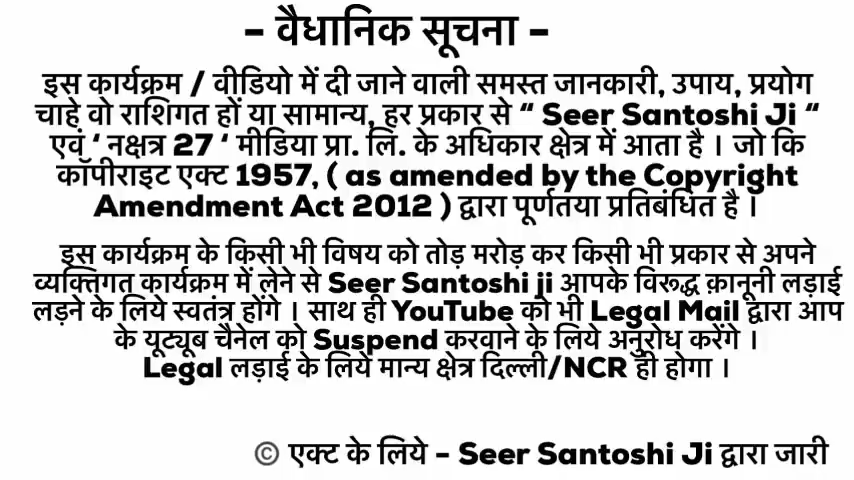 - वैधानिक सूचना -
इस कार्यक्रम / वीडियो में दी जाने वाली समस्त जानकारी, उपाय, प्रयोग
चाहे वो राशिगत हों या सामान्य, हर प्रकार से “ Seer Santoshi Ji “
एवं ‘ नक्षत्र 27 ‘ मीडिया प्रा. लि. के अधिकार क्षेत्र में आता है । जो कि
कॉपीराइट एक्ट 1957, ( as amended by the Copyright
Amendment Act 2012 ) द्वारा पूर्णतया प्रतिबंधित है ।
इस कार्यक्रम के किसी भी विषय को तोड़ मरोड़ कर किसी भी प्रकार से अपने
व्यक्तिगत कार्यक्रम में लेने से Seer Santoshi ji आपके विरूद्ध क़ानूनी लड़ाई
लड़ने के लिये स्वतंत्र होंगे । साथ ही YouTube को भी Legal Mail द्वारा आप
के यूट्यूब चैनेल को Suspend करवाने के लिये अनुरोध करेंगे ।
Legal लड़ाई के लिये मान्य क्षेत्र दिल्ली/NCR ही होगा ।
© एक्ट के लिये - Seer Santoshi Ji द्वारा जारी